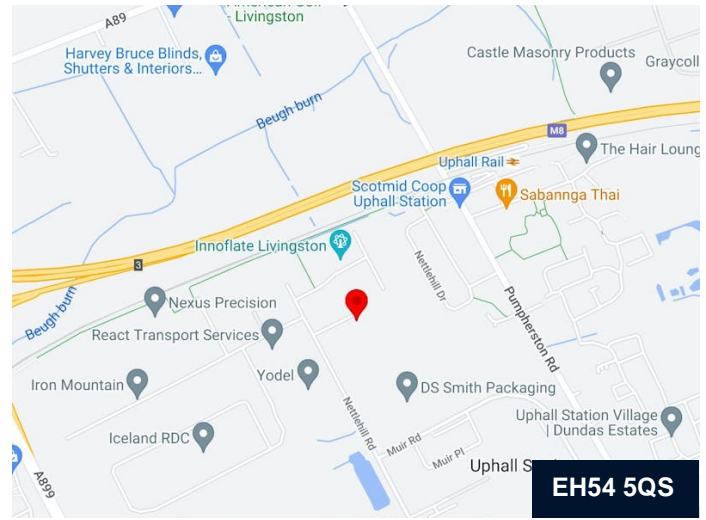 A89
American Golf
- Livingston
Harvey Bruce Blinds,
Shutters & Interiors...
Castle Masonry Products
Graycoll
Beugh burn
M8
Uphall Rail
The Hair Loung
Scotmid Coop
Uphall Station
Sabannga Thai
Innoflate Livingston
3
Nettlehill Dr
Pumpherston Rd
Beugh burn
Nexus Precision
React Transport Services
Yodel
Iron Mountain
DS Smith Packaging
Iceland RDC
Nettlehill Rd
Muir Rd
Muir Pl
Uphall Station Village
| Dundas Estates
A899
Uphall S
EH54 5QS